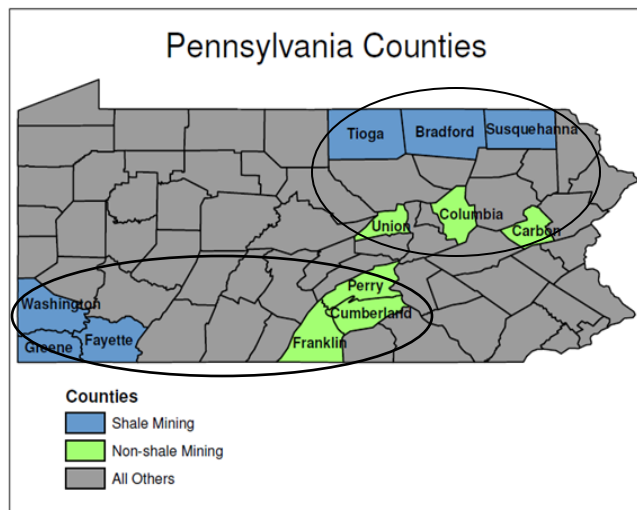 Pennsylvania Counties
Tioga
Bradford
Susquehanna
Union
Columbia
Carbon
Washington
Perry
Cumberland
Greene
Fayette
Franklin
Counties
Shale Mining
Non-shale Mining
All Others